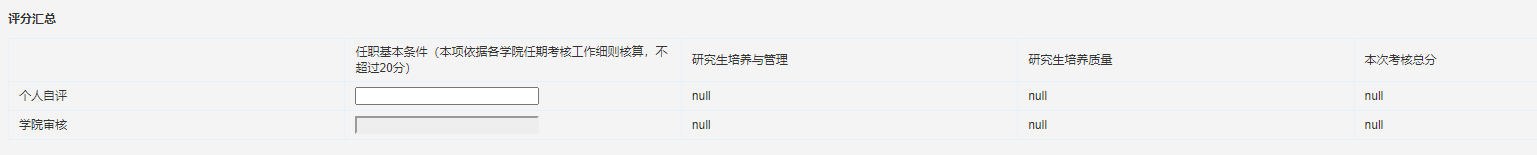 评分汇总
任职基本条件（本项依据各学院任期考核工作细则核算，不
超过20分）
研究生培养与管理
研究生培养质量
本次考核总分
个人自评
null
null
null
学院审核
null
null
null